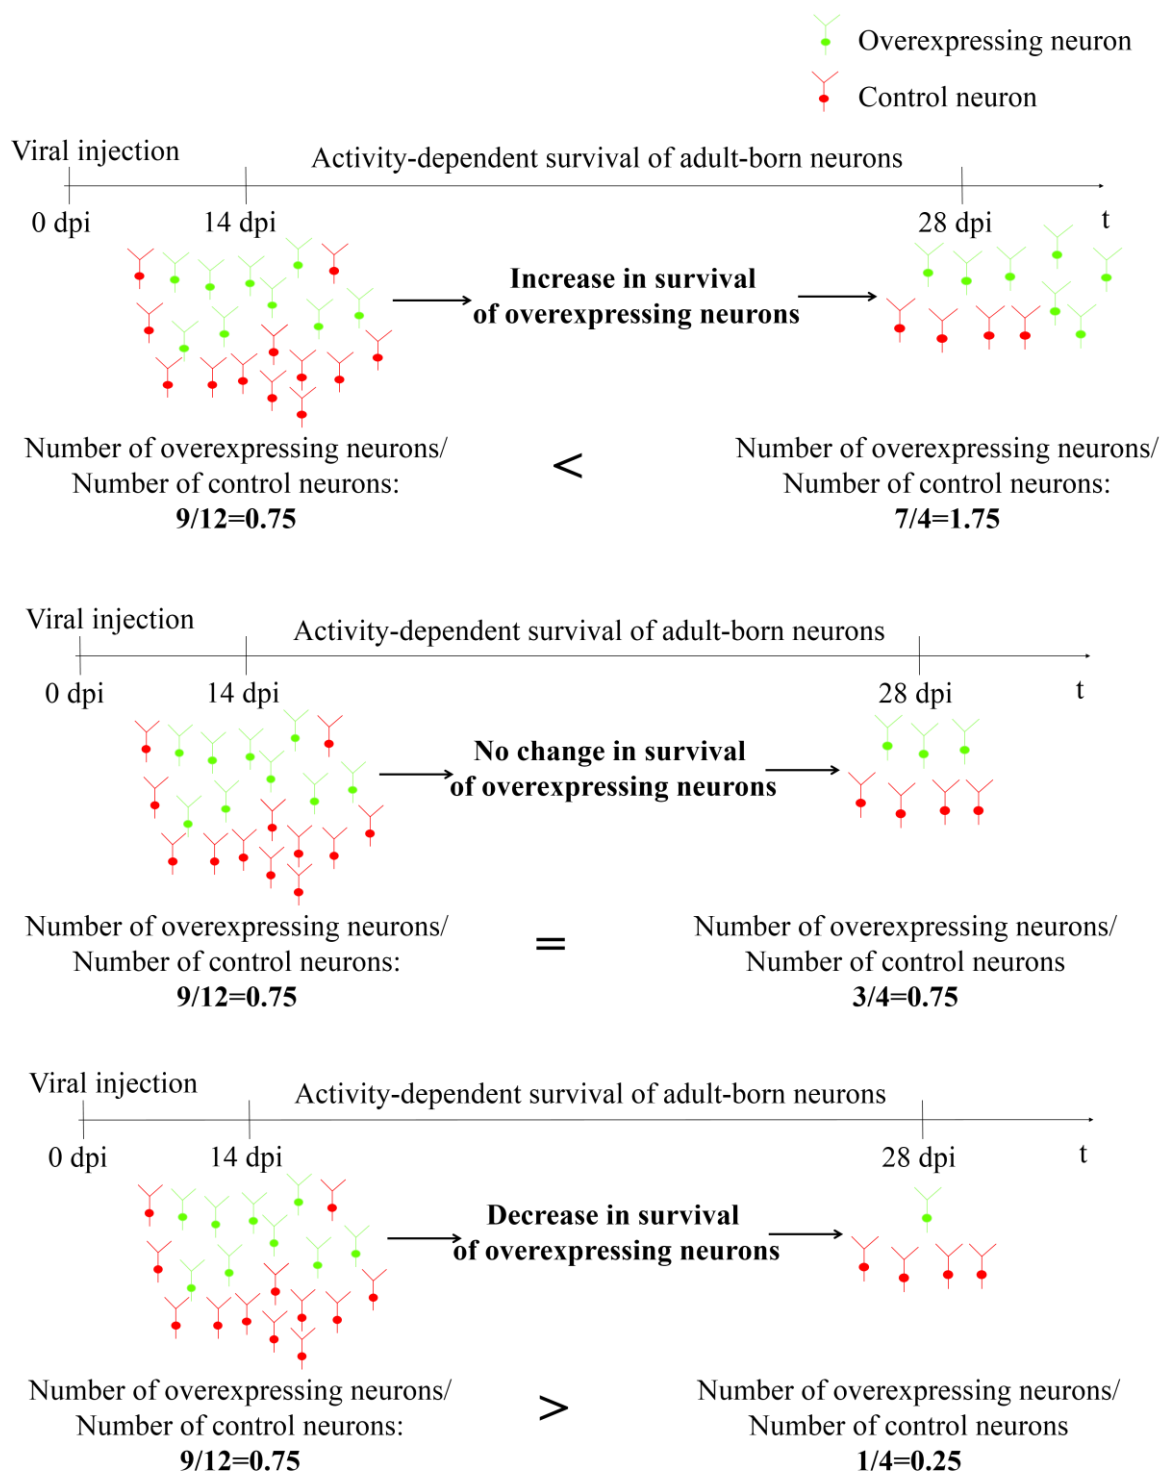 Overexpressing neuron
Control neuron
Viral injection
Activity-dependent survival of adult-born neurons
0 dpi
14 dpi
28 dpi
t
Increase in survival
of overexpressing neurons
Number of overexpressing neurons/
Number of control neurons:
9/12=0.75
<
Number of overexpressing neurons/
Number of control neurons:
7/4=1.75
Viral injection
Activity-dependent survival of adult-born neurons
0 dpi
14 dpi
28 dpi
t
No change in survival
of overexpressing neurons
Number of overexpressing neurons/
Number of control neurons:
9/12=0.75
=
Number of overexpressing neurons/
Number of control neurons
3/4=0.75
Viral injection
Activity-dependent survival of adult-born neurons
0 dpi
14 dpi
28 dpi
t
Decrease in survival
of overexpressing neurons
Number of overexpressing neurons/
Number of control neurons:
9/12=0.75
>
Number of overexpressing neurons/
Number of control neurons
1/4=0.25